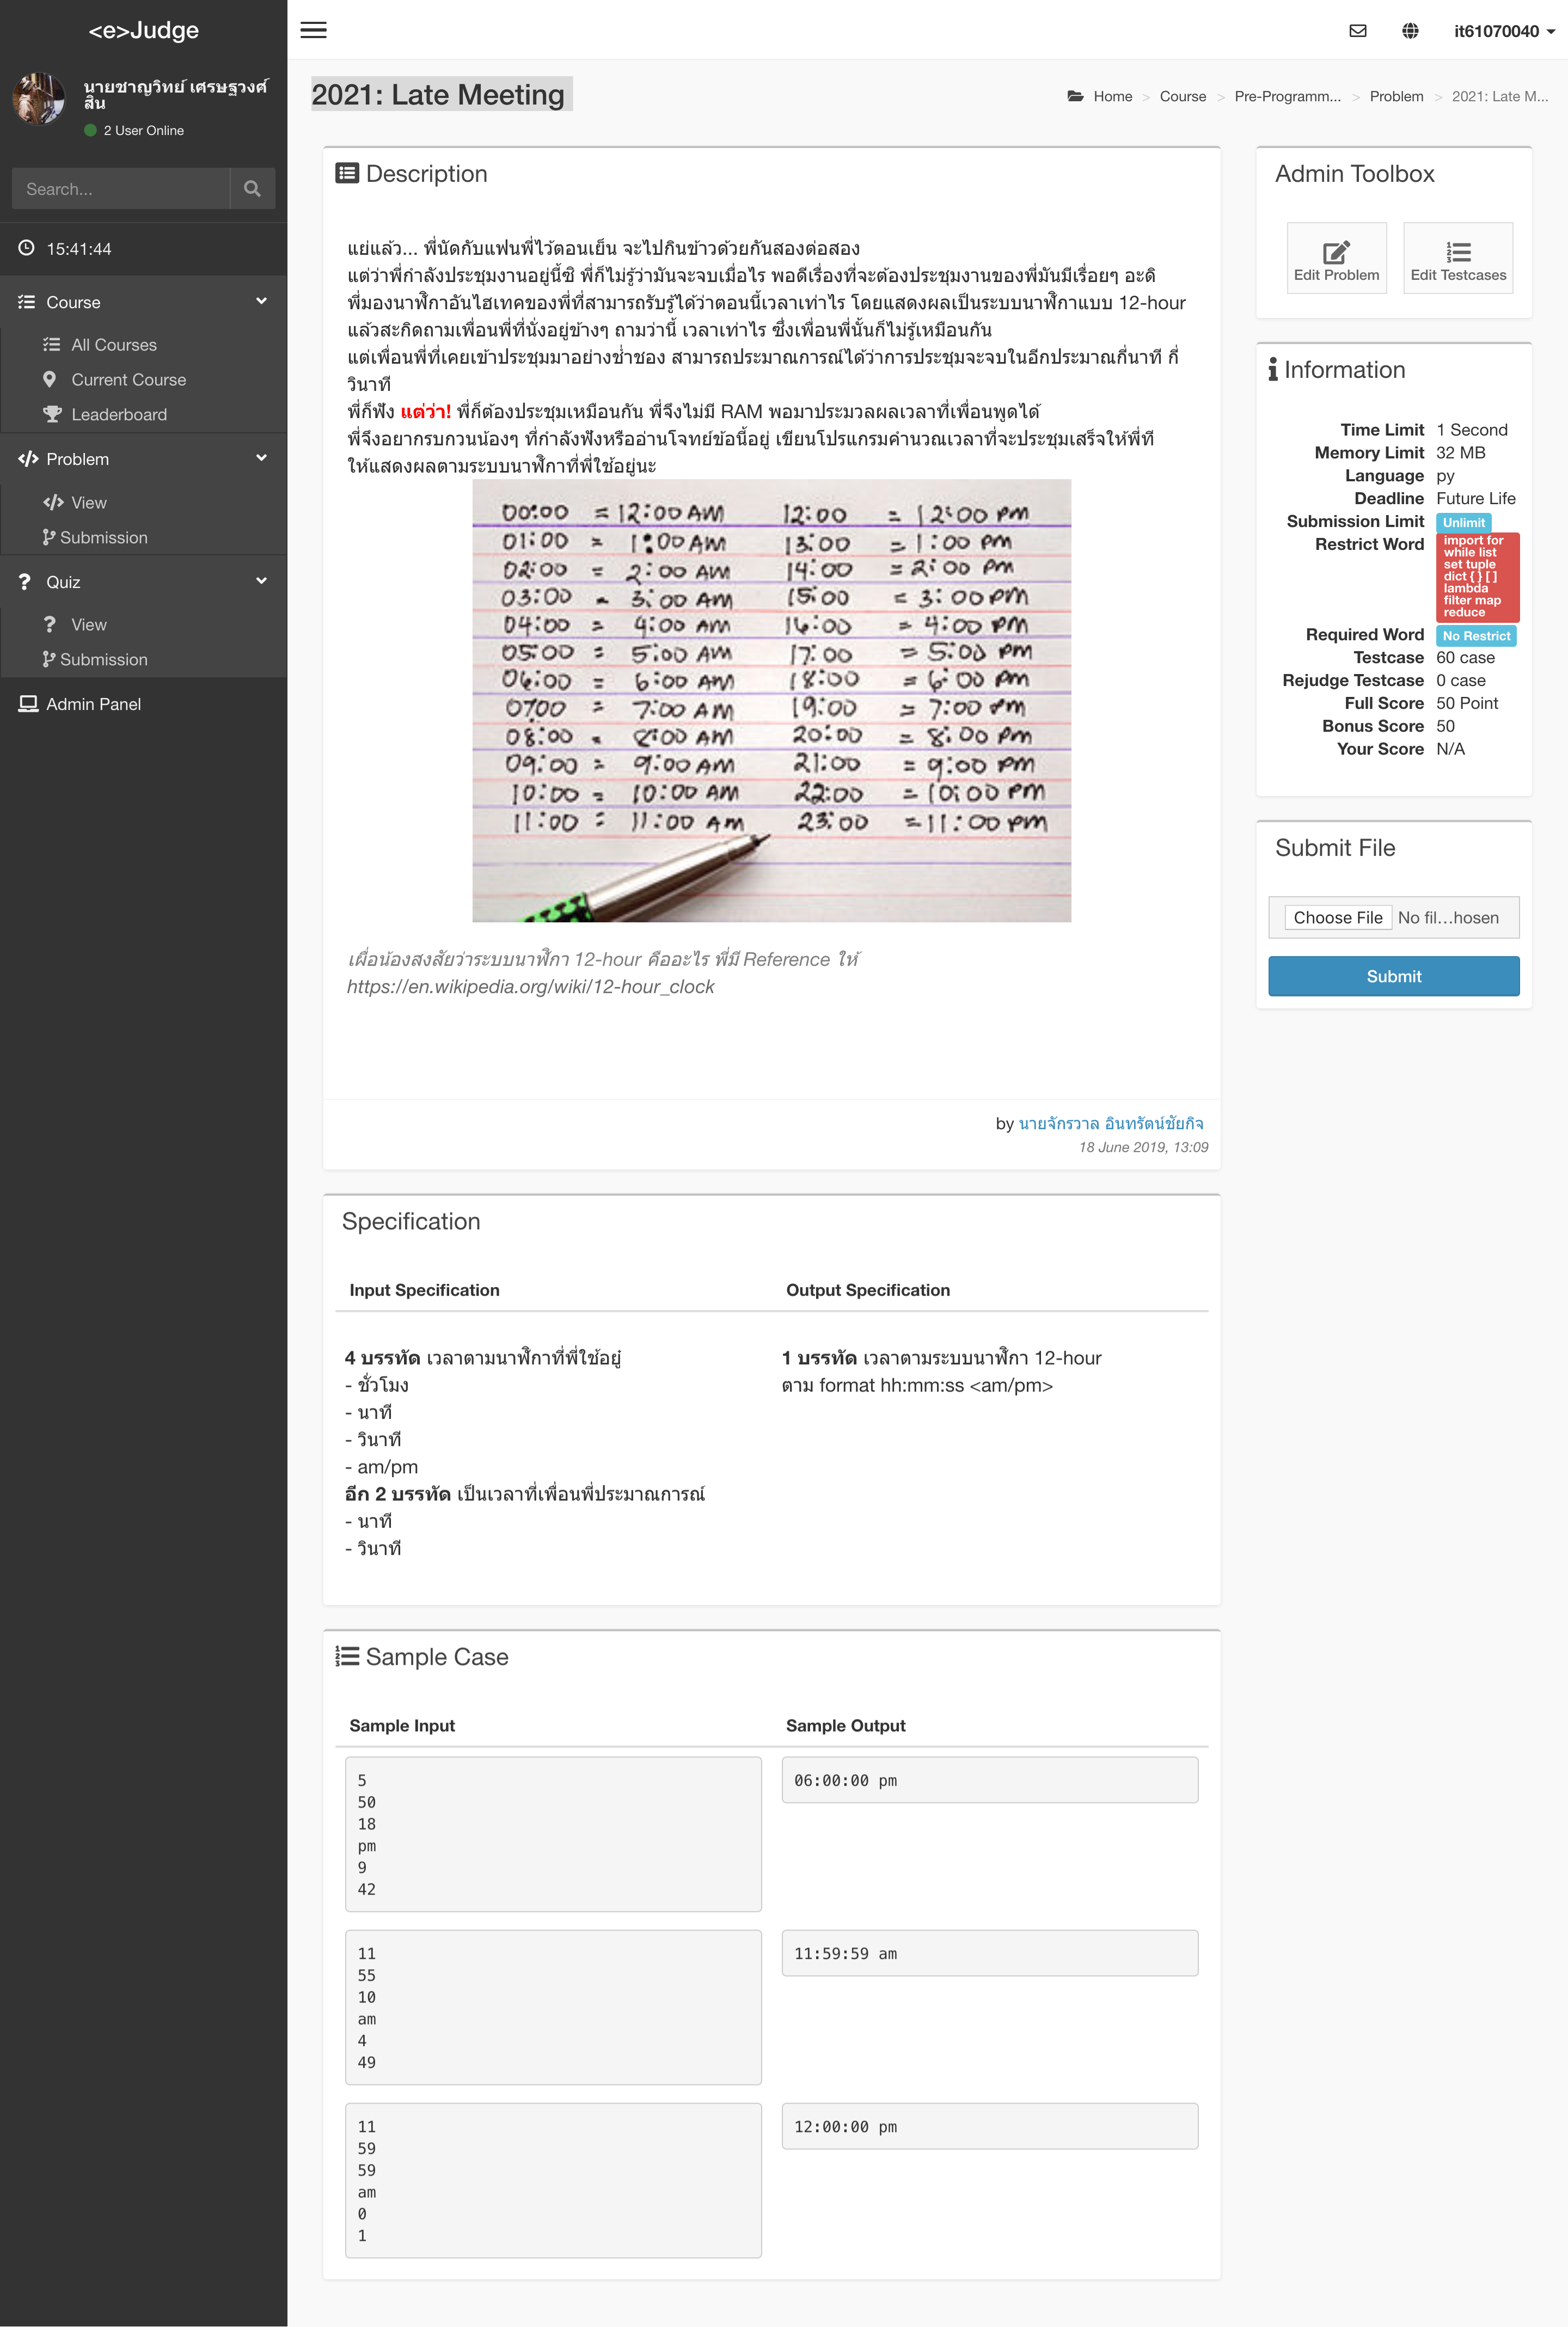 <e>Judge
it61070040
นายชาญวิทย์ เศรษฐวงศ์
สิน
2 User Online
2021: Late Meeting
Home > Course > Pre-Programm... > Problem > 2021: Late M...
Search...
15:41:44
Course
All Courses
Current Course
Leaderboard
Problem
View
Submission
Quiz
View
Submission
Admin Panel
Description
แย่แล้ว... พี่นัดกับแฟนพี่ไว้ตอนเย็น จะไปกินข้าวด้วยกันสองต่อสอง
แต่ว่าพี่กำลังประชุมงานอยู่นี้ซิ พี่ก็ไม่รู้ว่ามันจะจบเมื่อไร พอดีเรื่องที่จะต้องประชุมงานของพี่มันมีเรื่อยๆ อะดิ
พี่มองนาฬิกาอันไฮเทคของพี่ที่สามารถรับรู้ได้ว่าตอนนี้เวลาเท่าไร โดยแสดงผลเป็นระบบนาฬิกาแบบ 12-hour
แล้วสะกิดถามเพื่อนพี่ที่นั่งอยู่ข้างๆ ถามว่านี้ เวลาเท่าไร ซึ่งเพื่อนพี่นั้นก็ไม่รู้เหมือนกัน
แต่เพื่อนพี่ที่เคยเข้าประชุมมาอย่างช่ำชอง สามารถประมาณการณ์ได้ว่าการประชุมจะจบในอีกประมาณกี่นาที กี่
วินาที
พี่ก็ฟัง แต่ว่า! พี่ก็ต้องประชุมเหมือนกัน พี่จึงไม่มี RAM พอมาประมวลผลเวลาที่เพื่อนพูดได้
พี่จึงอยากรบกวนน้องๆ ที่กำลังฟังหรืออ่านโจทย์ข้อนี้อยู่ เขียนโปรแกรมคำนวณเวลาที่จะประชุมเสร็จให้พี่ที
ให้แสดงผลตามระบบนาฬิกาที่พี่ใช้อยู่นะ
00:00 = 12:00 AM 12:00 = 12:00 PM
01:00 = 1:00 AM 13:00 = 1:00 PM
02:00 = 2:00 AM 14:00 = 2:00 PM
03:00 = 3:00 AM 15:00 = 3:00 PM
04:00 = 4:00 AM 16:00 = 4:00 PM
05:00 = 5:00 AM 17:00 = 5:00 PM
06:00 = 6:00 AM 18:00 = 6:00 PM
07:00 = 7:00 AM 19:00 = 7:00 PM
08:00 = 8:00 AM 20:00 = 8:00 PM
09:00 = 9:00 AM 21:00 = 9:00 PM
10:00 = 10:00 AM 22:00 = 10:00 PM
11:00 = 11:00 AM 23:00 = 11:00 PM
เผื่อน้องสงสัยว่าระบบนาฬิกา 12-hour คืออะไร พี่มี Reference ให้
https://en.wikipedia.org/wiki/12-hour_clock
by นายจักรวาล อินทรัตน์ชัยกิจ
18 June 2019, 13:09
Admin Toolbox
Edit Problem
Edit Testcases
Information
Time Limit 1 Second
Memory Limit 32 MB
Language py
Deadline Future Life
Submission Limit Unlimit
Restrict Word import for
while list
set tuple
dict { } [ ]
lambda
filter map
reduce
Required Word No Restrict
Testcase 60 case
Rejudge Testcase 0 case
Full Score 50 Point
Bonus Score 50
Your Score N/A
Submit File
Choose File No fil...hosen
Submit
Specification
Input Specification
4 บรรทัด เวลาตามนาฬิกาที่พี่ใช้อยู่
- ชั่วโมง
- นาที
- วินาที
- am/pm
อีก 2 บรรทัด เป็นเวลาที่เพื่อนพี่ประมาณการณ์
- นาที
- วินาที
Output Specification
1 บรรทัด เวลาตามระบบนาฬิกา 12-hour
ตาม format hh:mm:ss <am/pm>
Sample Case
Sample Input
Sample Output
5
50
18
pm
9
42
06:00:00 pm
11
55
10
am
4
49
11:59:59 am
11
59
59
am
0
1
12:00:00 pm